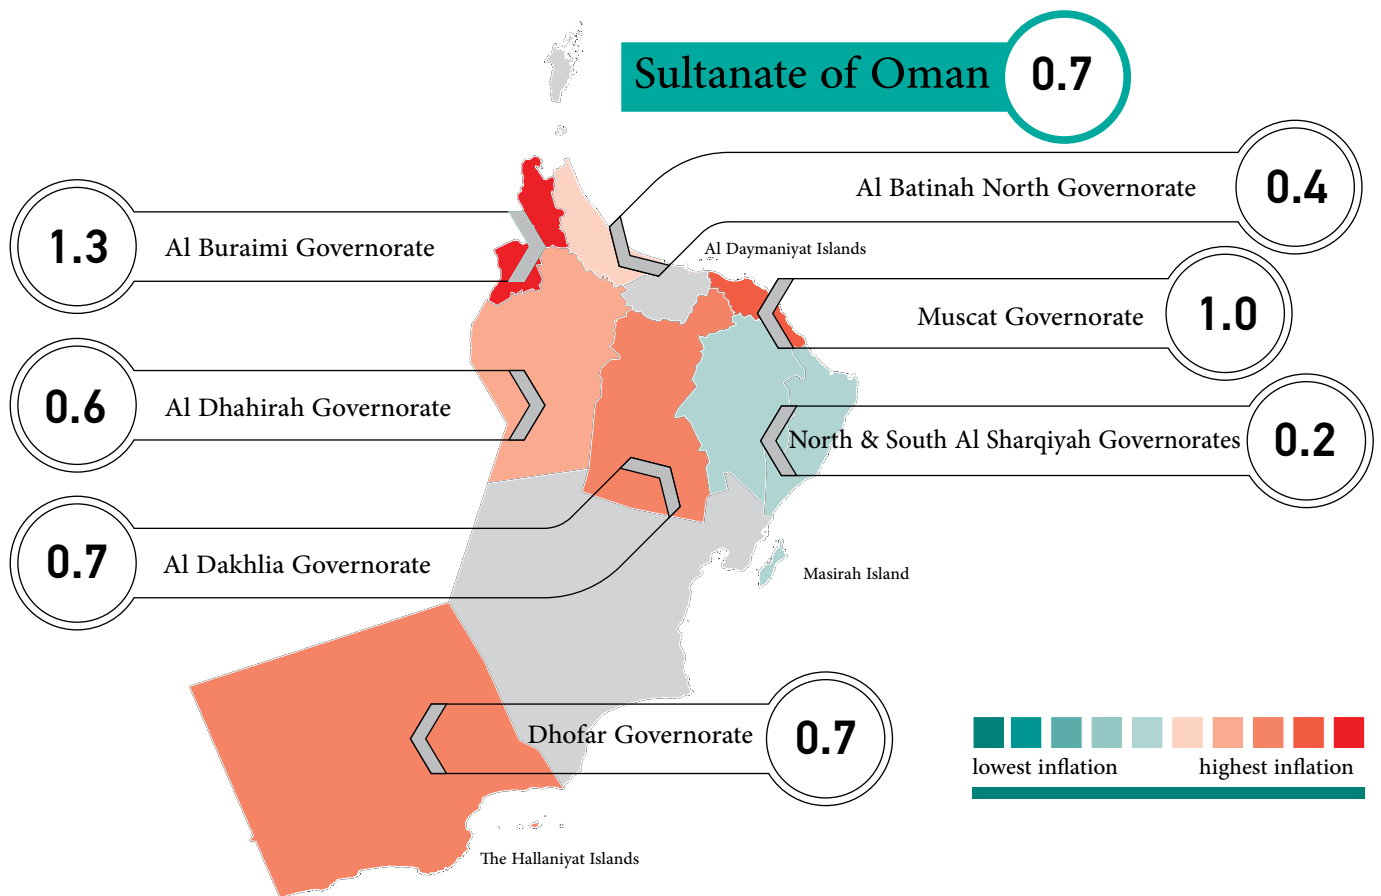 Sultanate of Oman 0.7
Al Batinah North Governorate 0.4
1.3 Al Buraimi Governorate
Al Daymaniyat Islands
Muscat Governorate 1.0
0.6 Al Dhahirah Governorate
North & South Al Sharqiyah Governorates 0.2
0.7 Al Dakhlia Governorate
Masirah Island
Dhofar Governorate 0.7
lowest inflation highest inflation
The Hallaniyat Islands